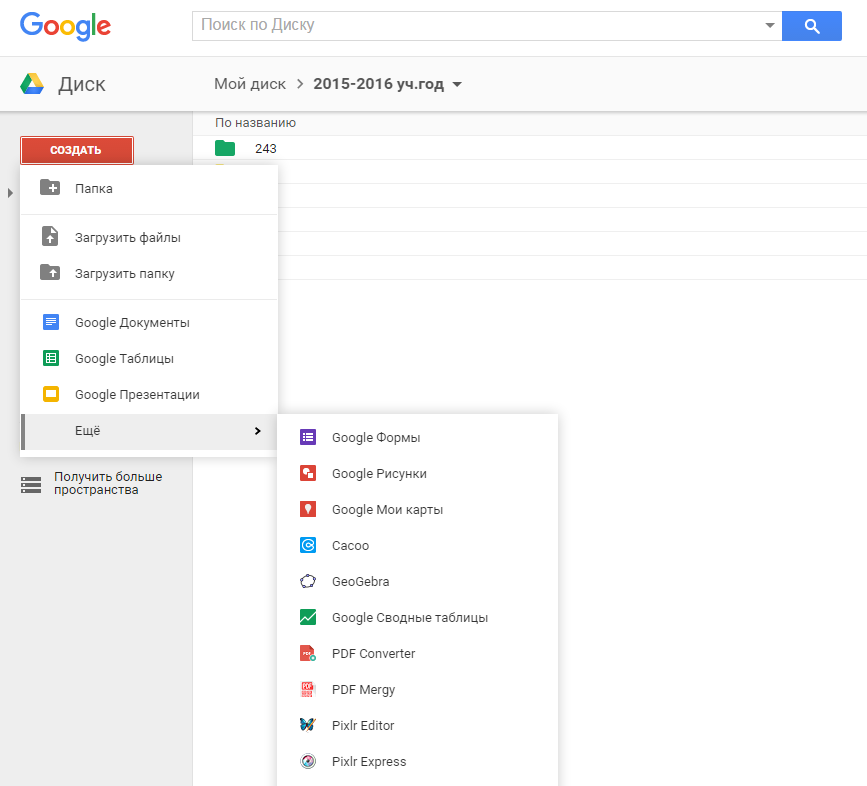 Google
Поиск по Диску
Диск
Мой диск > 2015-2016 уч.год
По названию
СОЗДАТЬ
243
Папка
Загрузить файлы
Загрузить папку
Google Документы
Google Таблицы
Google Презентации
Ещё
Получить больше
пространства
Google Формы
Google Рисунки
Google Мои карты
Cacoo
GeoGebra
Google Сводные таблицы
PDF Converter
PDF Mergy
Pixlr Editor
Pixlr Express